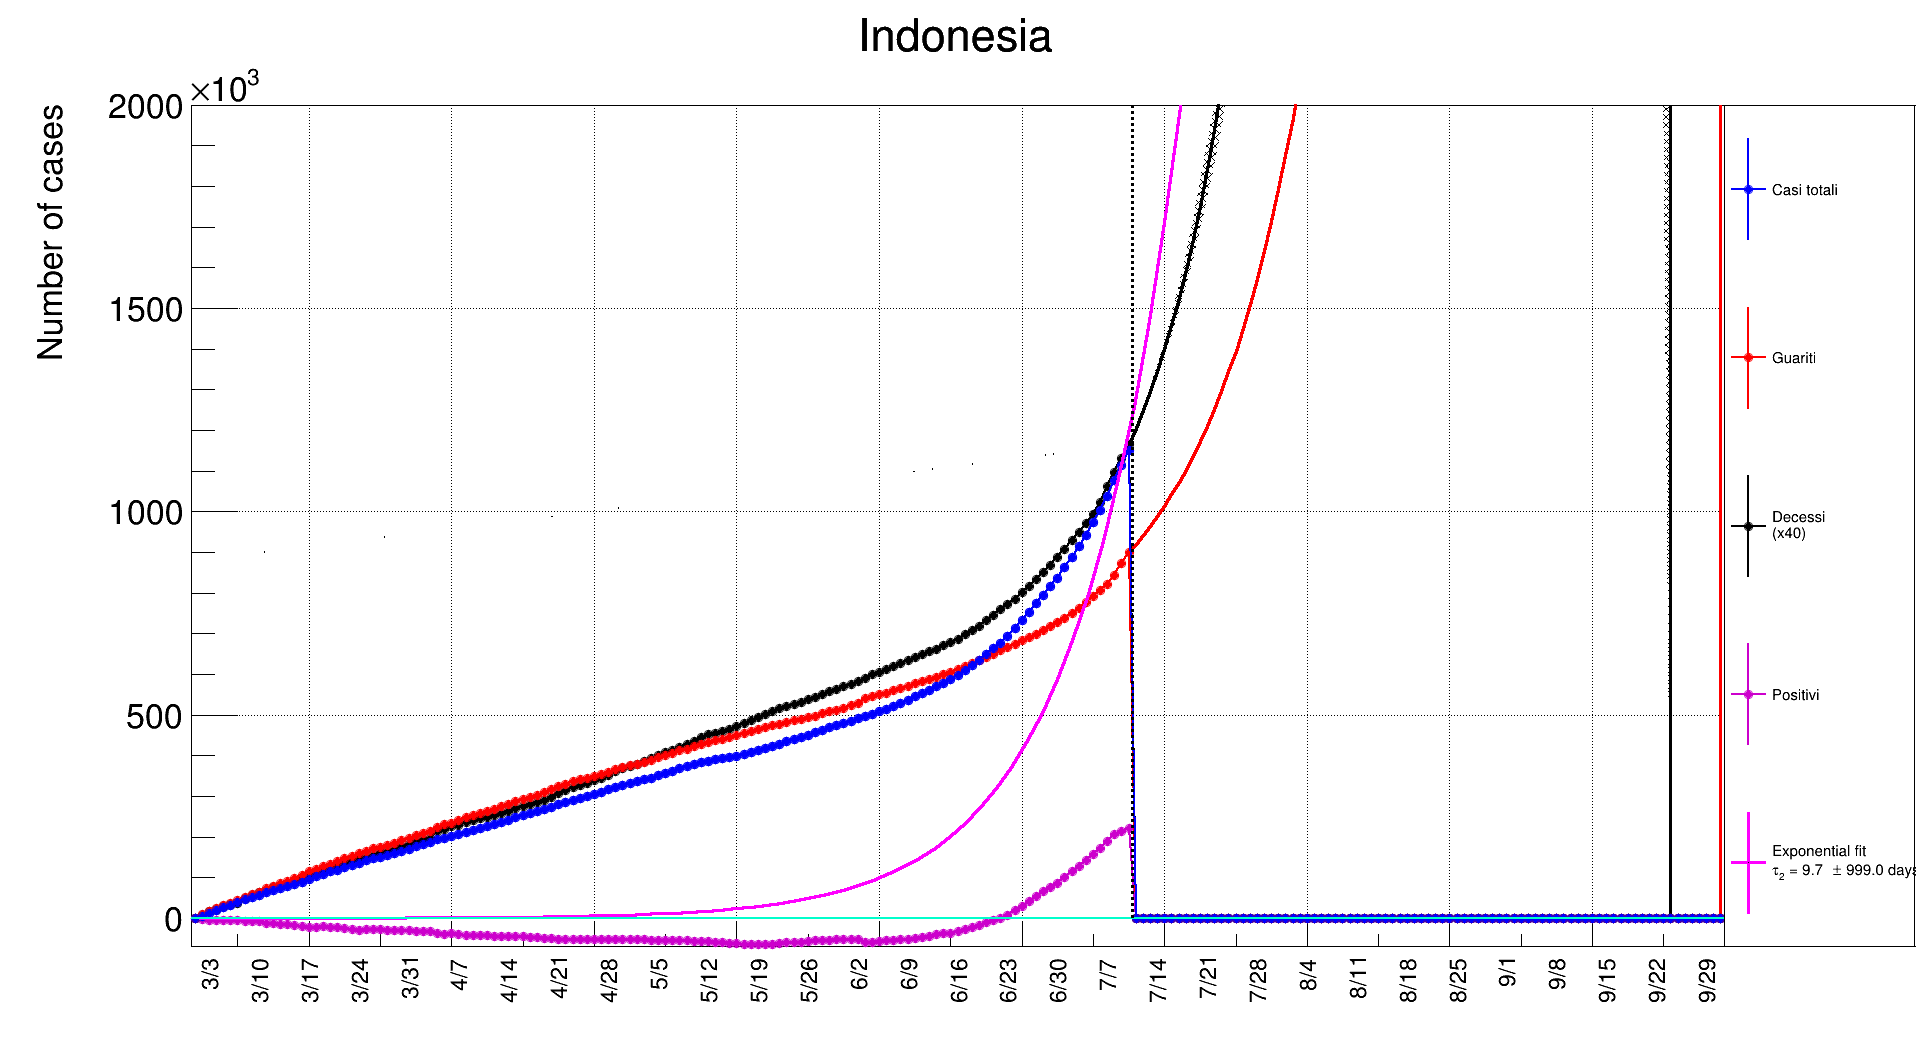 Indonesia
×10³
Number of cases
2000
1500
1000
500
0
3/3 3/10 3/17 3/24 3/31 4/7 4/14 4/21 4/28 5/5 5/12 5/19 5/26 6/2 6/9 6/16 6/23 6/30 7/7 7/14 7/21 7/28 8/4 8/11 8/18 8/25 9/1 9/8 9/15 9/22 9/29
Casi totali
Guariti
Decessi
(x40)
Positivi
Exponential fit
τ₂ = 9.7 ± 999.0 days